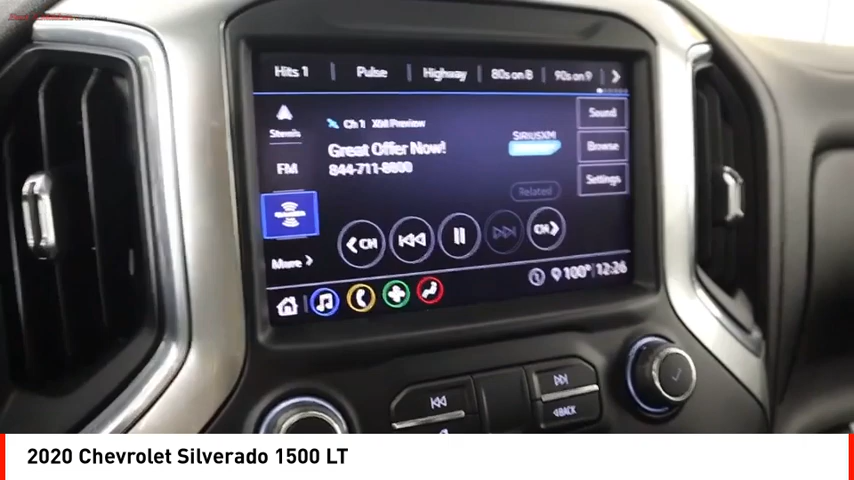 Hits 1 Pulse Highway 80s on 8 90s on 9
Ch 1 XM Preview
Great Offer Now!
844-711-8800
SIRIUSXM
Related
FM
More
Sound
Browse
Settings
CH
CH
100° 12:26
BACK
2020 Chevrolet Silverado 1500 LT